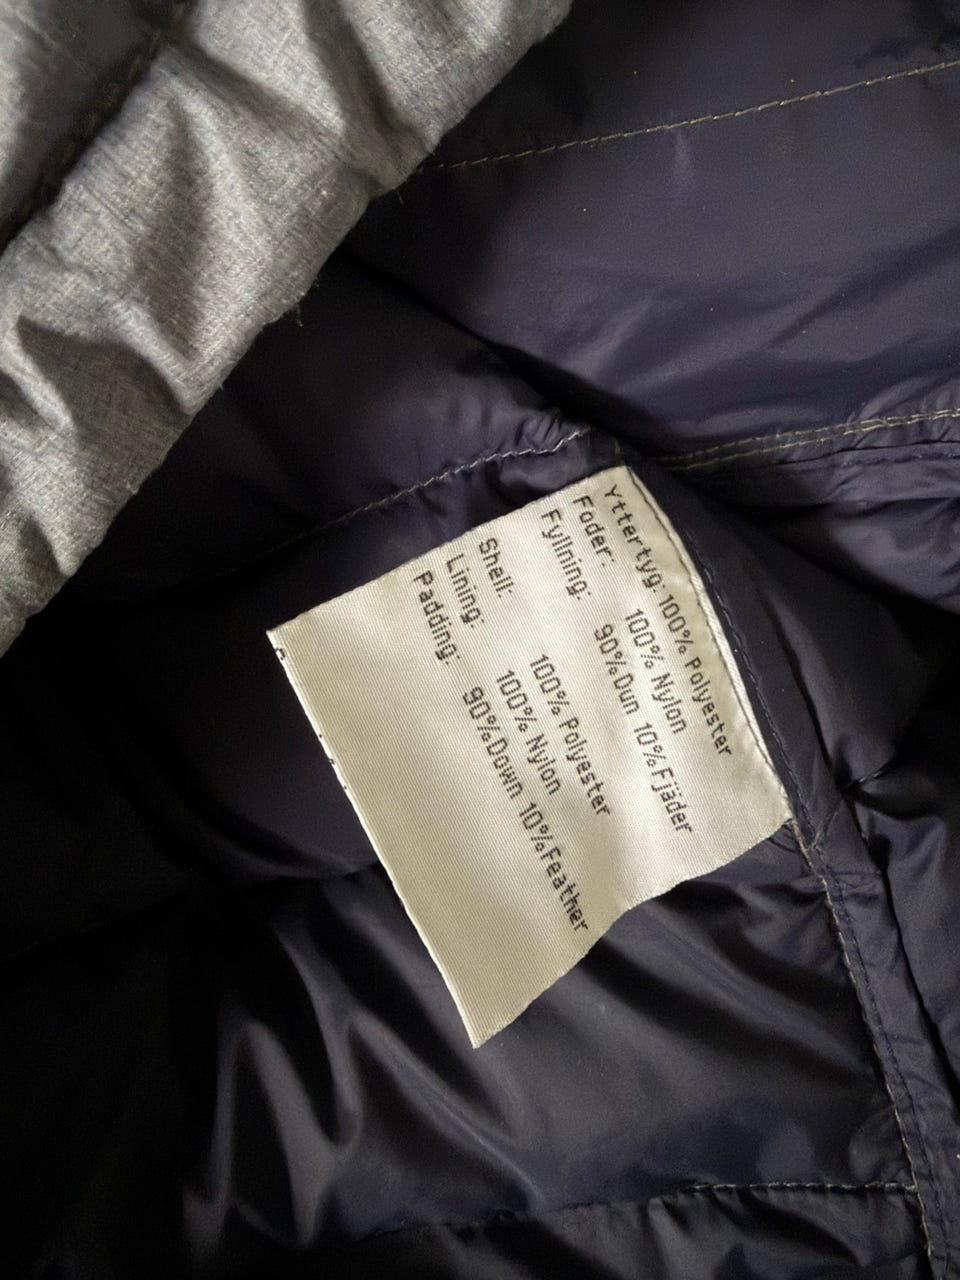 Yttertyg: 100% Polyester
Foder: 100% Nylon
Fyllning: 90%Dun 10%Fjäder
Shell: 100% Polyester
Lining: 100% Nylon
Padding: 90%Down 10%Feather